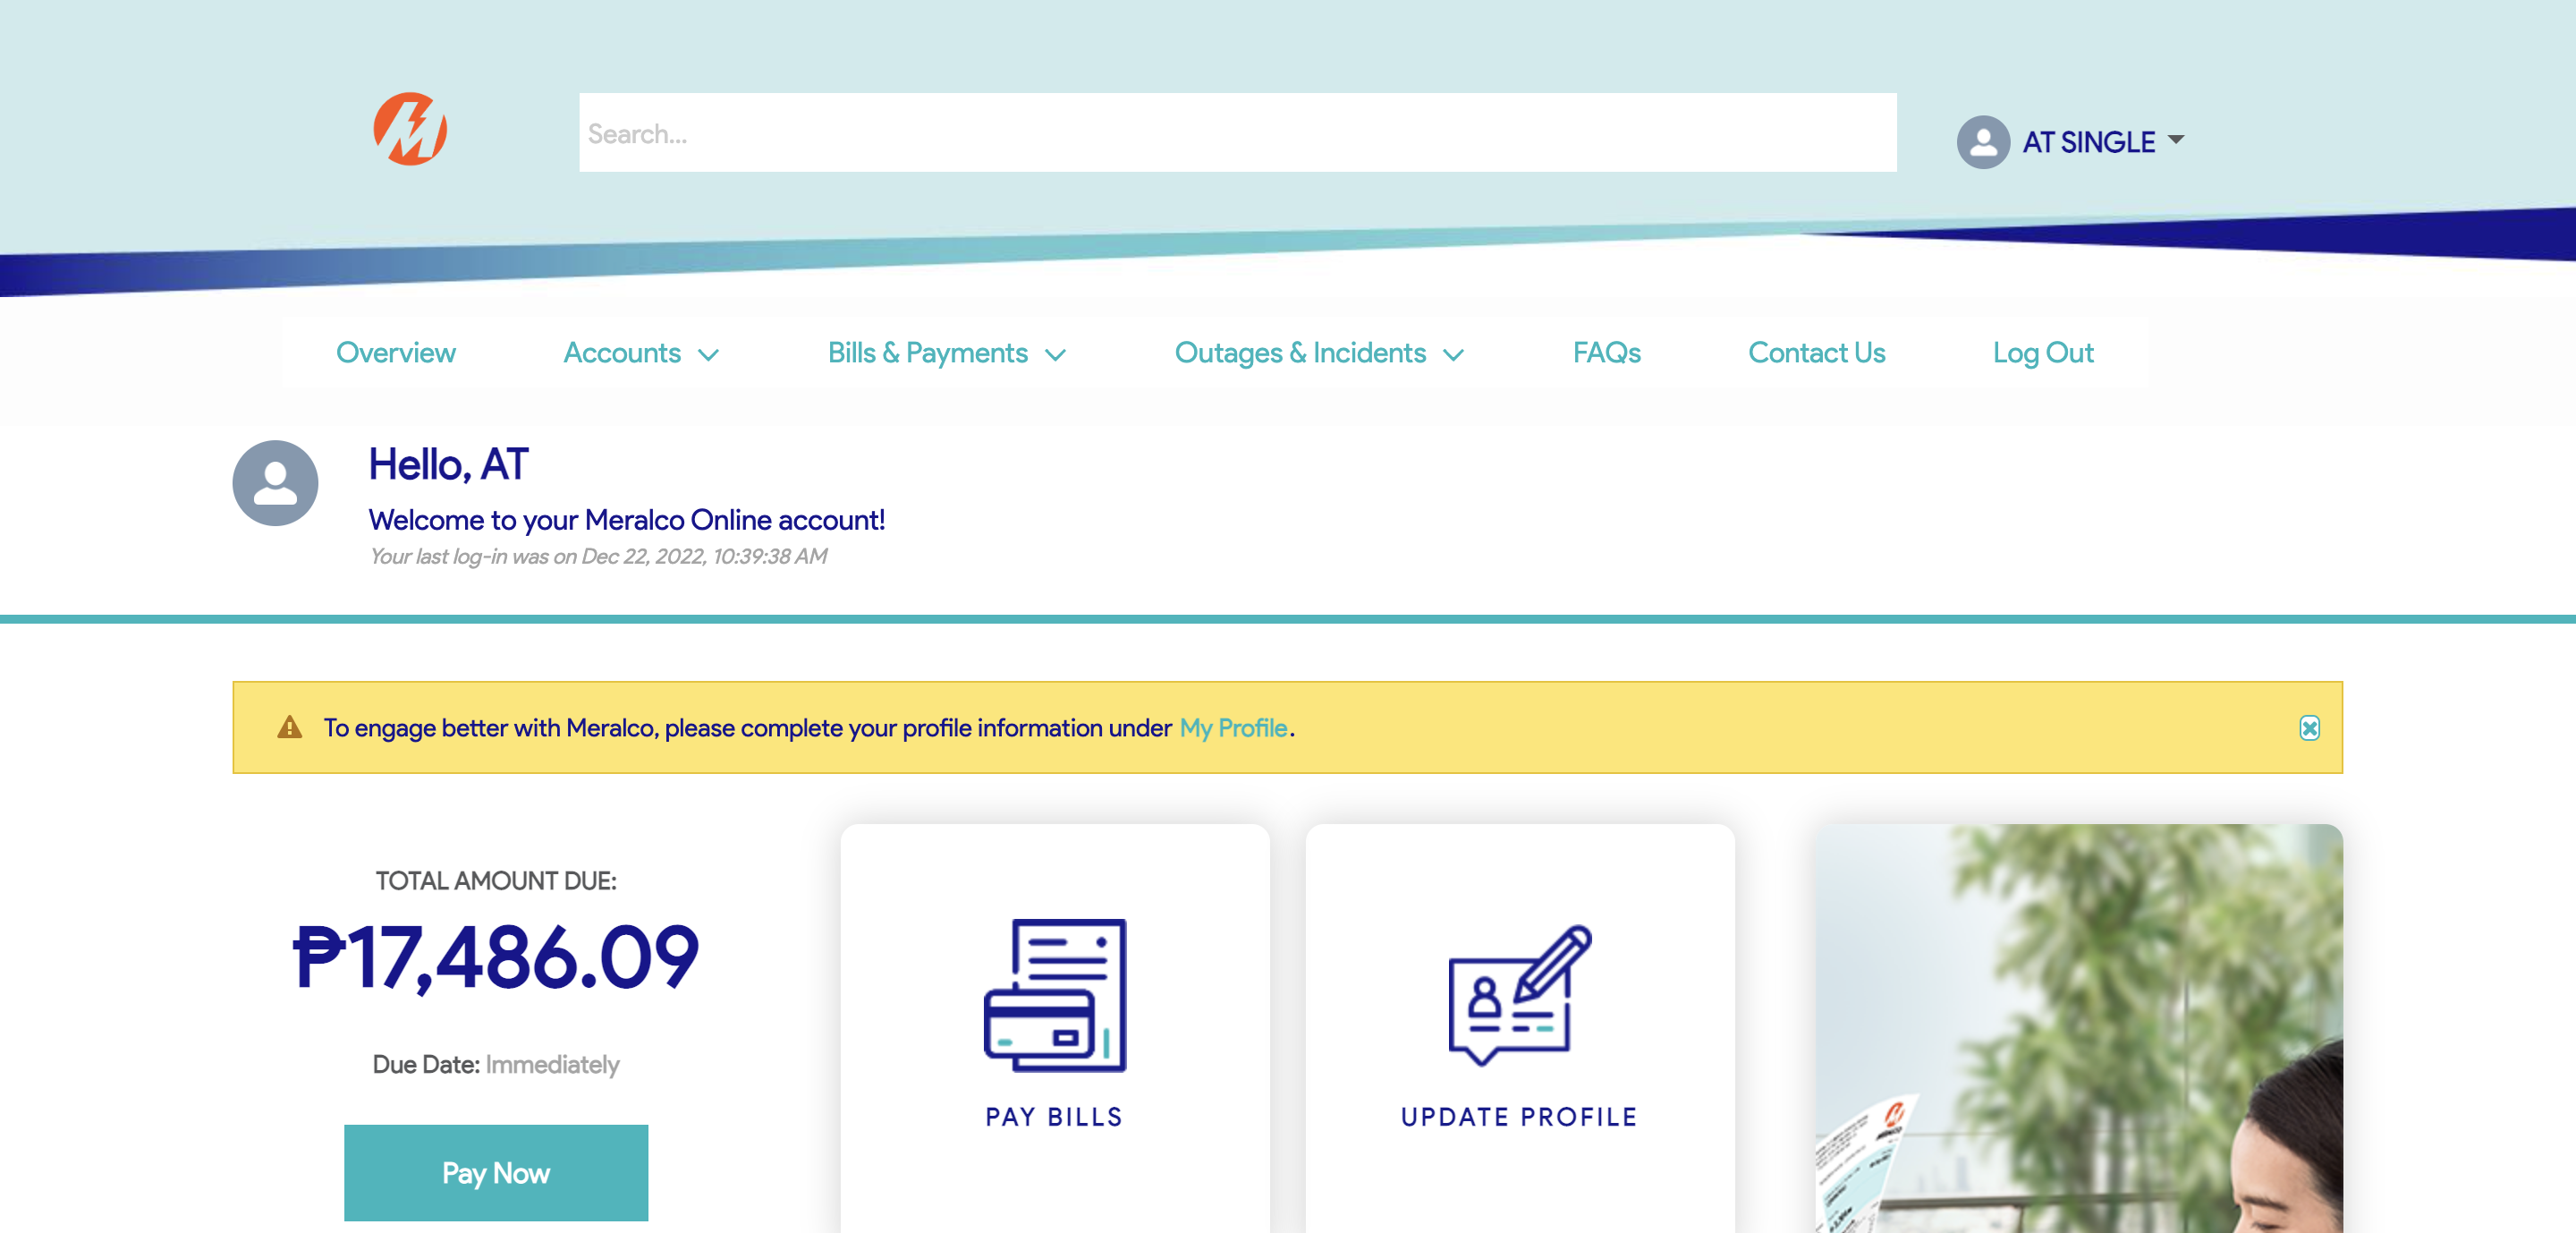 Search...
AT SINGLE
Overview
Accounts
Bills & Payments
Outages & Incidents
FAQs
Contact Us
Log Out
Hello, AT
Welcome to your Meralco Online account!
Your last log-in was on Dec 22, 2022, 10:39:38 AM
To engage better with Meralco, please complete your profile information under My Profile.
TOTAL AMOUNT DUE:
₱17,486.09
Due Date: Immediately
Pay Now
PAY BILLS
UPDATE PROFILE